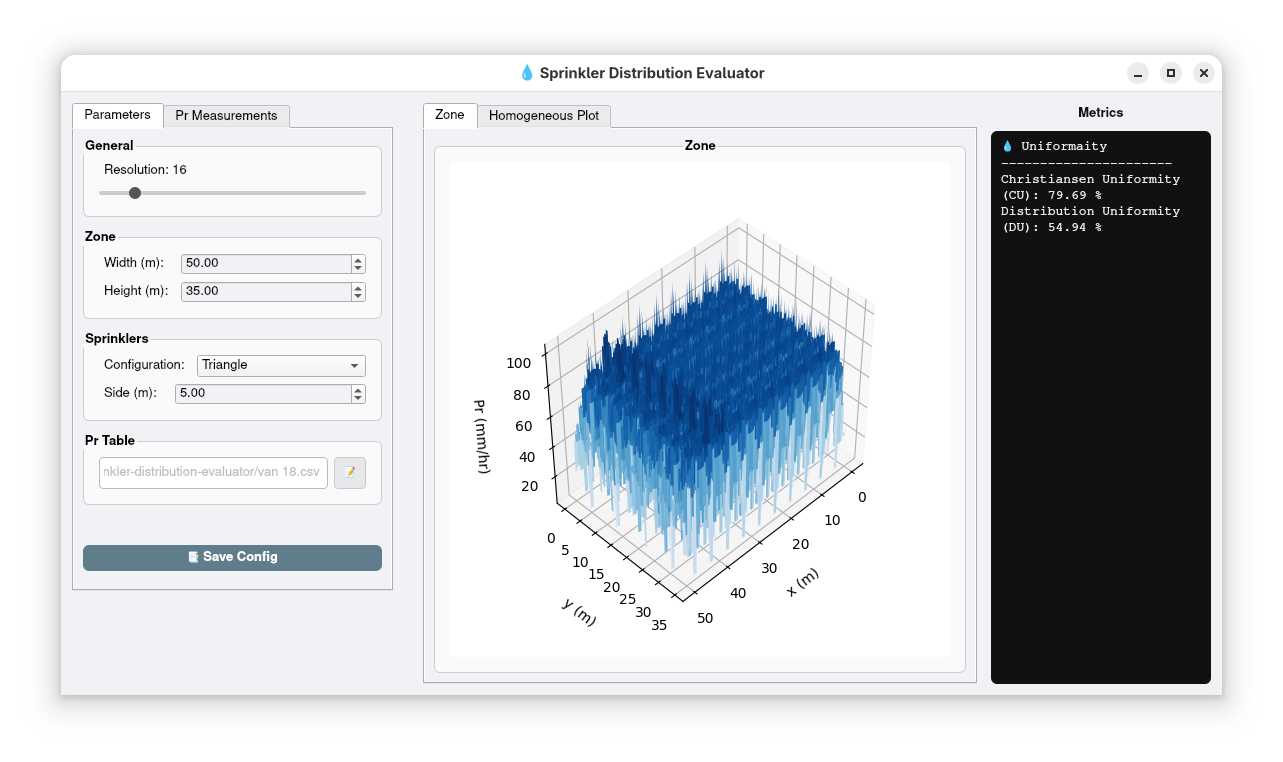 💧 Sprinkler Distribution Evaluator
Parameters
Pr Measurements
General
Resolution: 16
Zone
Width (m): 50.00
Height (m): 35.00
Sprinklers
Configuration: Triangle
Side (m): 5.00
Pr Table
nkler-distribution-evaluator/van 18.csv
Save Config
Zone
Homogeneous Plot
Zone
Pr (mm/hr)
100
80
60
40
20
0
5
10
15
20
25
30
35
y (m)
0
10
20
30
40
50
x (m)
Metrics
💧 Uniformaity
----------------------
Christiansen Uniformity
(CU): 79.69 %
Distribution Uniformity
(DU): 54.94 %